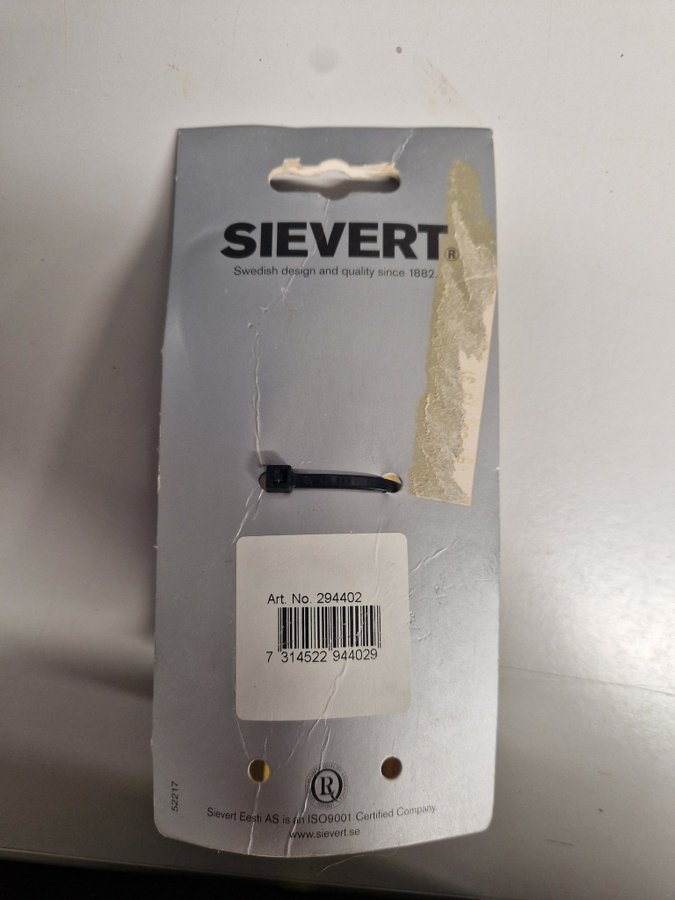 SIEVERT®
Swedish design and quality since 1882.
Art. No. 294402
7 314522 944029
R
52217
Sievert Eesti AS is an ISO9001 Certified Company
www.sievert.se